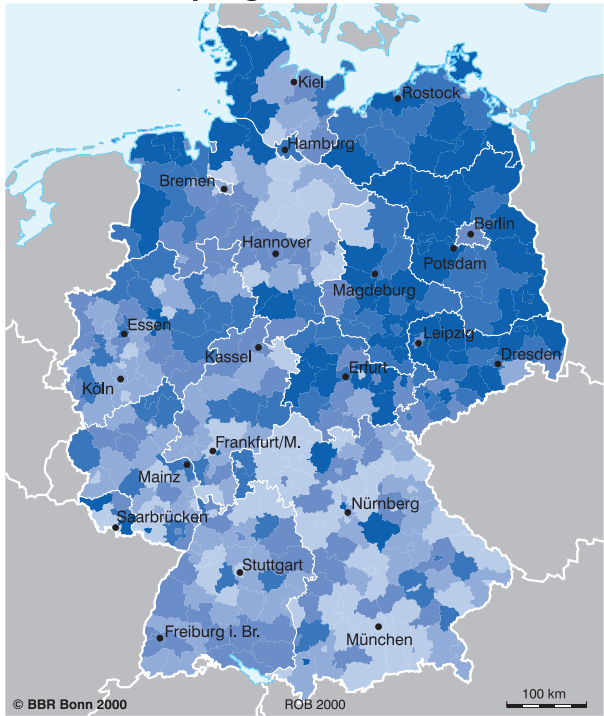 Kiel
Rostock
Hamburg
Bremen
Berlin
Hannover
Potsdam
Magdeburg
Essen
Leipzig
Kassel
Dresden
Erfurt
Köln
Frankfurt/M.
Mainz
Nürnberg
Saarbrücken
Stuttgart
Freiburg i. Br.
München
100 km
© BBR Bonn 2000
ROB 2000